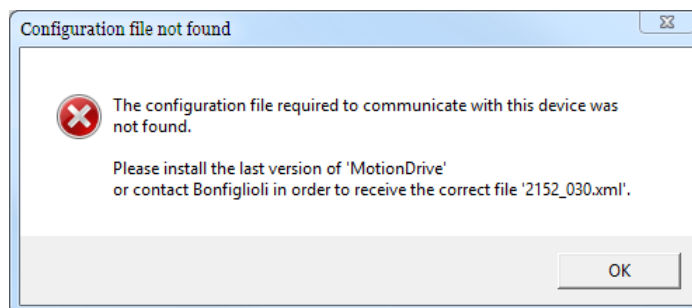 Configuration file not found
The configuration file required to communicate with this device was
not found.
Please install the last version of 'MotionDrive'
or contact Bonfiglioli in order to receive the correct file '2152_030.xml'.
OK